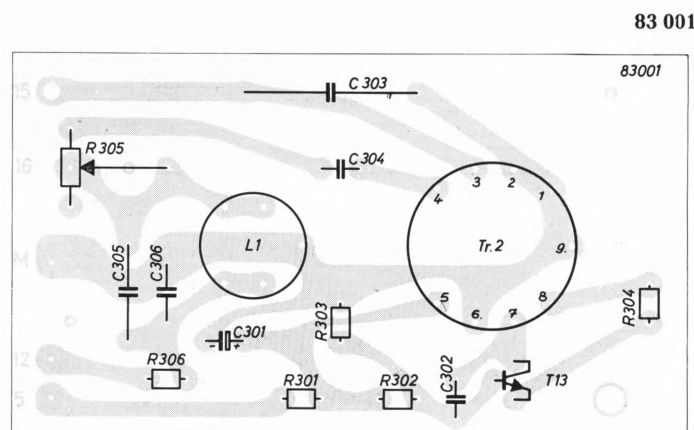 83 001
83001
15
C 303
R 305
16
C 304
4 3 2 1
L1
Tr. 2
9
M
C305
C306
5 6 7 8
R303
R304
C301
- +
12
R306
C302
T13
5
R301
R302